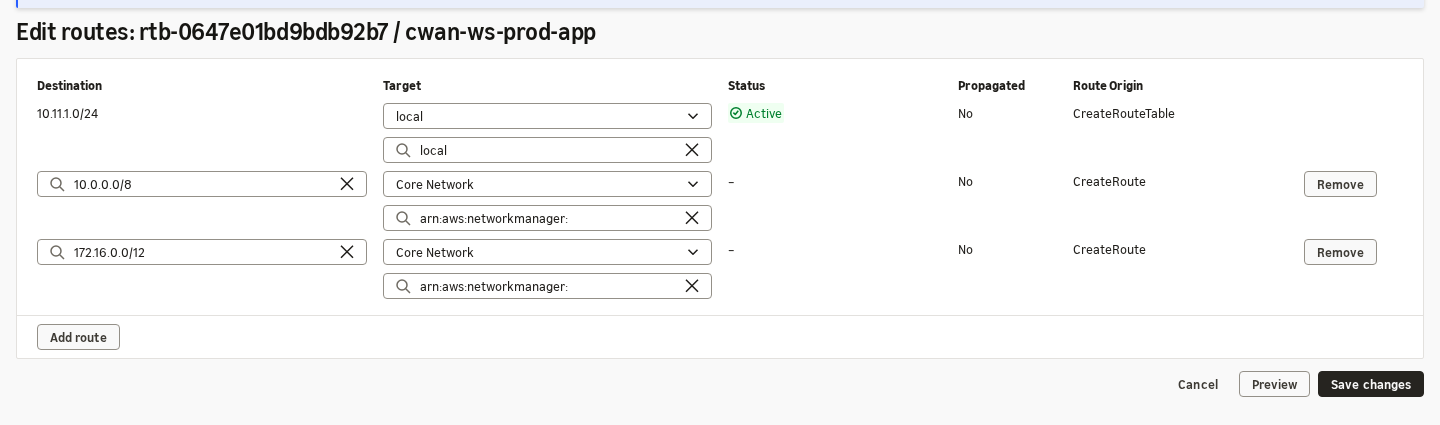 Edit routes: rtb-0647e01bd9bdb92b7 / cwan-ws-prod-app
Destination Target Status Propagated Route Origin
10.11.1.0/24 local Active No CreateRouteTable
local
10.0.0.0/8 Core Network – No CreateRoute Remove
arn:aws:networkmanager:
172.16.0.0/12 Core Network – No CreateRoute Remove
arn:aws:networkmanager:
Add route
Cancel Preview Save changes